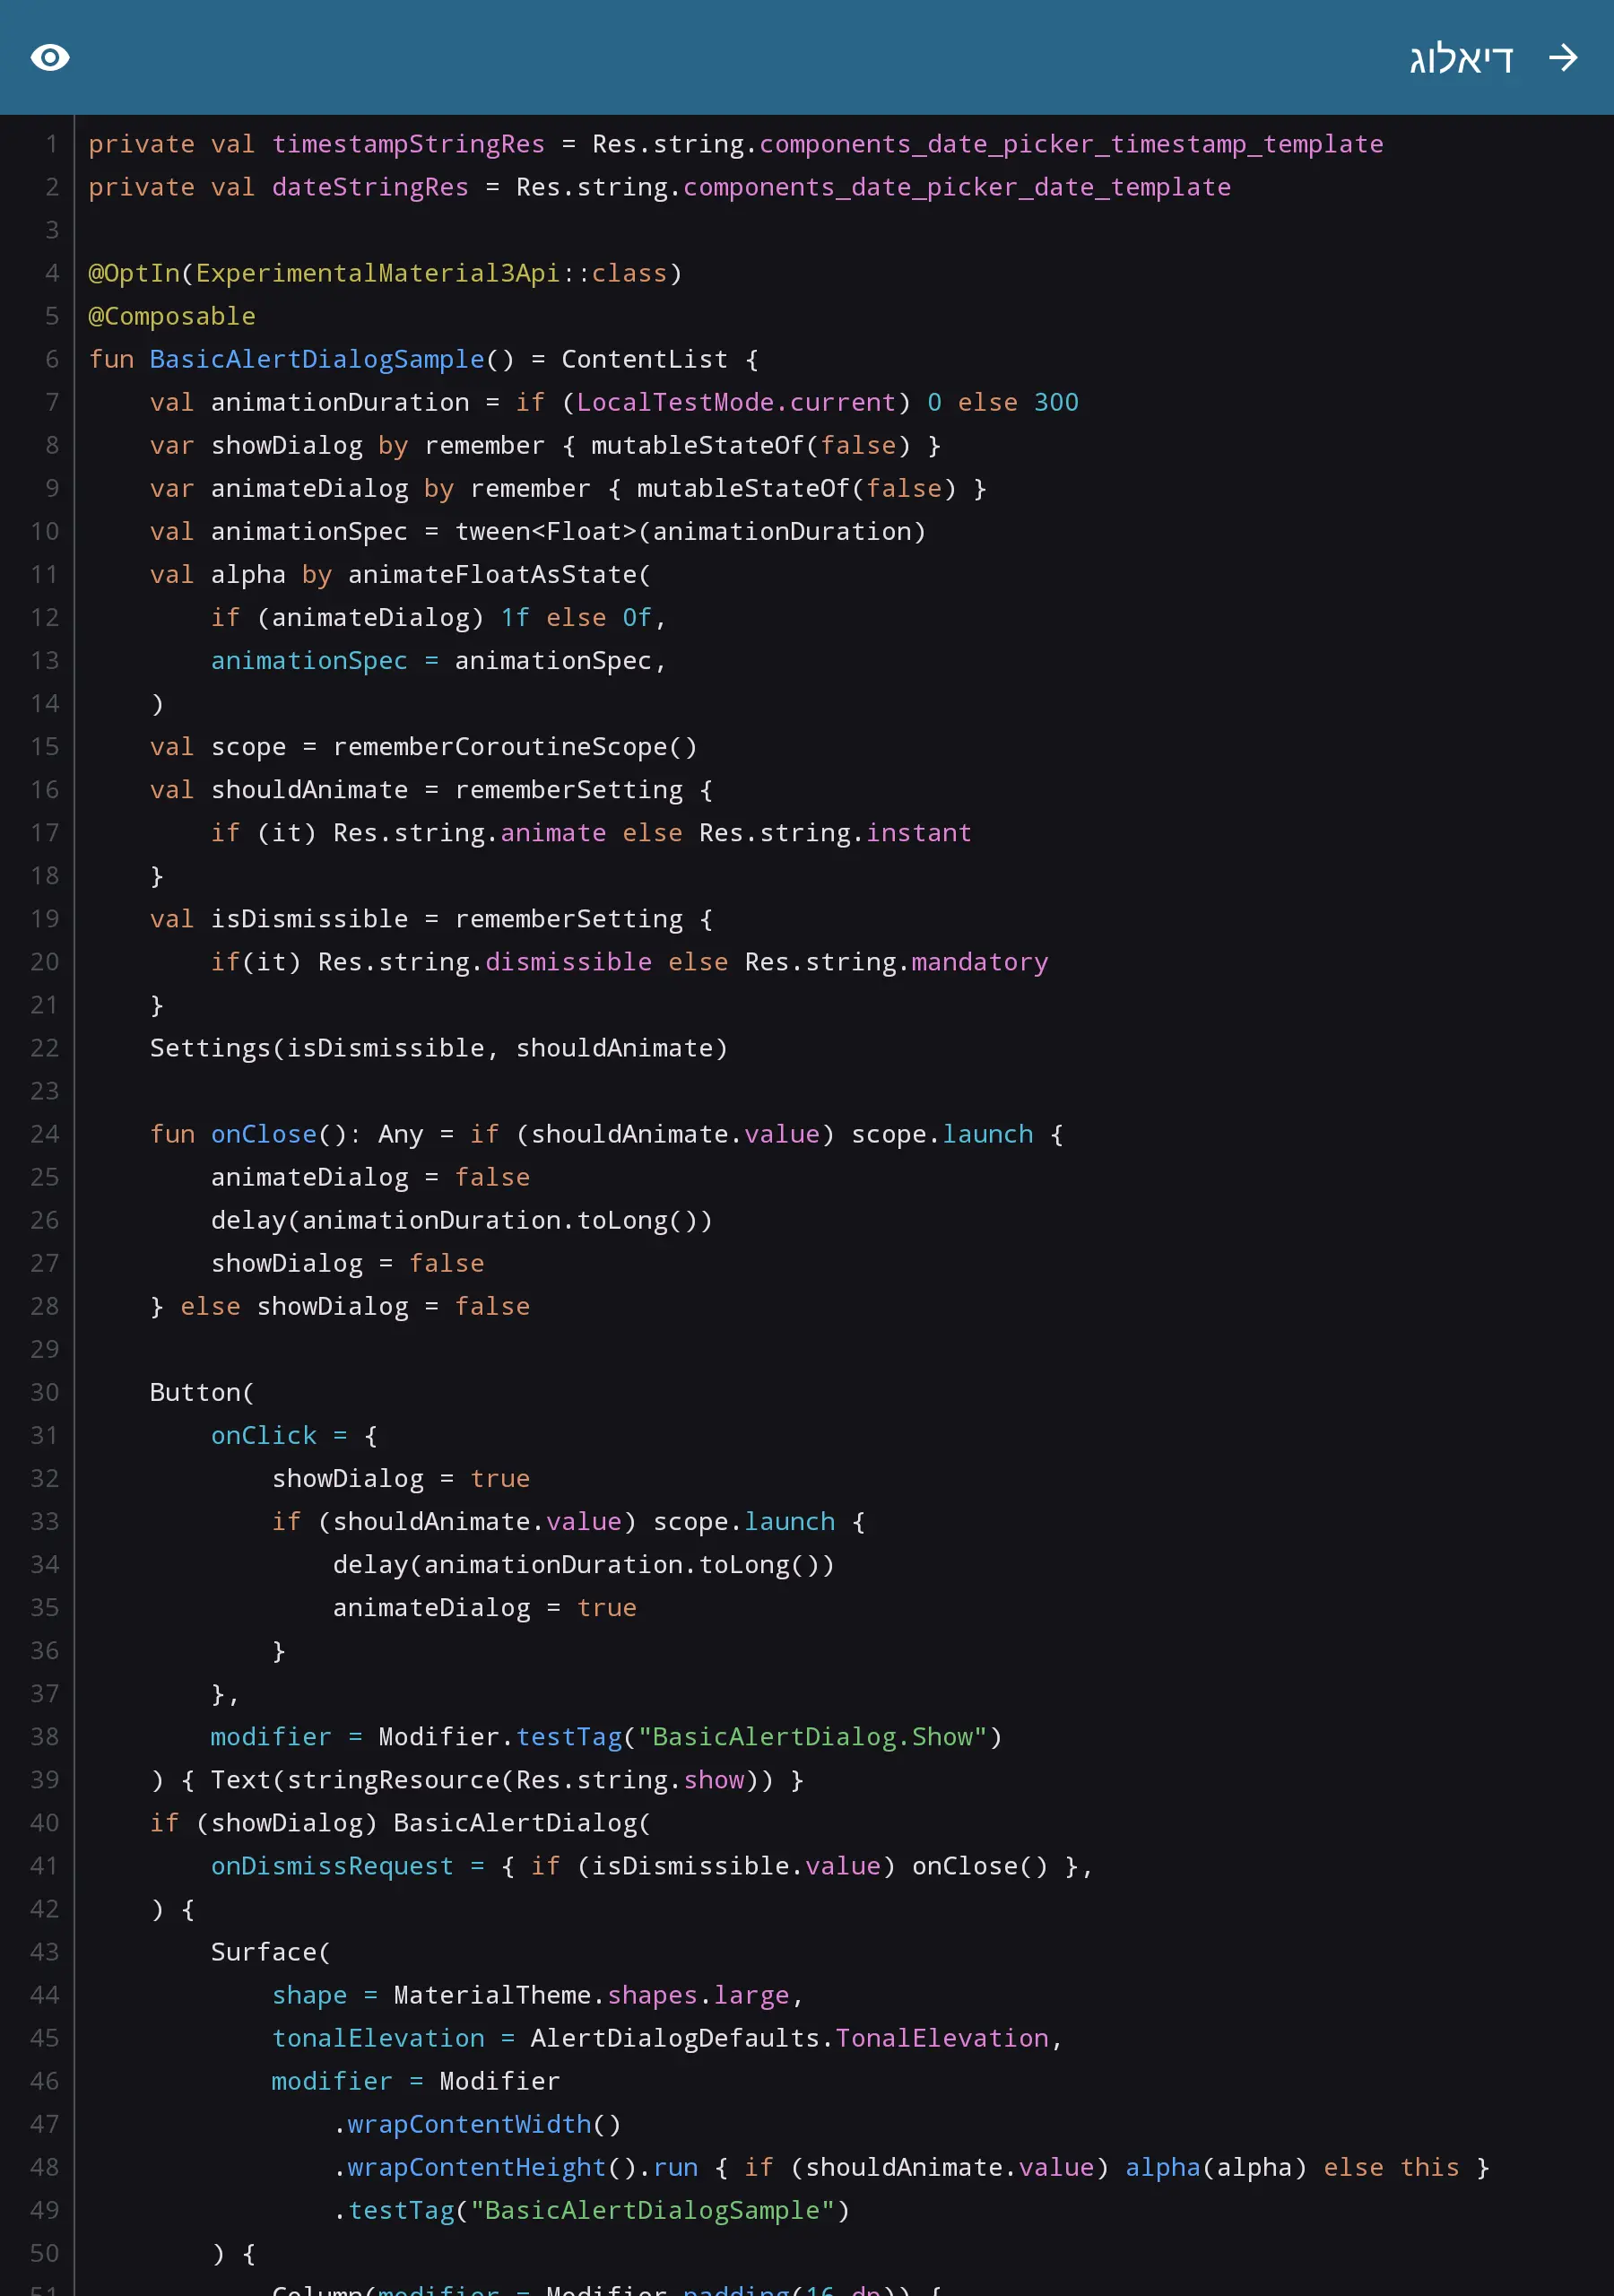 דיאלוג
1 private val timestampStringRes = Res.string.components_date_picker_timestamp_template
2 private val dateStringRes = Res.string.components_date_picker_date_template
3
4 @OptIn(ExperimentalMaterial3Api::class)
5 @Composable
6 fun BasicAlertDialogSample() = ContentList {
7     val animationDuration = if (LocalTestMode.current) 0 else 300
8     var showDialog by remember { mutableStateOf(false) }
9     var animateDialog by remember { mutableStateOf(false) }
10     val animationSpec = tween<Float>(animationDuration)
11     val alpha by animateFloatAsState(
12         if (animateDialog) 1f else 0f,
13         animationSpec = animationSpec,
14     )
15     val scope = rememberCoroutineScope()
16     val shouldAnimate = rememberSetting {
17         if (it) Res.string.animate else Res.string.instant
18     }
19     val isDismissible = rememberSetting {
20         if(it) Res.string.dismissible else Res.string.mandatory
21     }
22     Settings(isDismissible, shouldAnimate)
23
24     fun onClose(): Any = if (shouldAnimate.value) scope.launch {
25         animateDialog = false
26         delay(animationDuration.toLong())
27         showDialog = false
28     } else showDialog = false
29
30     Button(
31         onClick = {
32             showDialog = true
33             if (shouldAnimate.value) scope.launch {
34                 delay(animationDuration.toLong())
35                 animateDialog = true
36             }
37         },
38         modifier = Modifier.testTag("BasicAlertDialog.Show")
39     ) { Text(stringResource(Res.string.show)) }
40     if (showDialog) BasicAlertDialog(
41         onDismissRequest = { if (isDismissible.value) onClose() },
42     ) {
43         Surface(
44             shape = MaterialTheme.shapes.large,
45             tonalElevation = AlertDialogDefaults.TonalElevation,
46             modifier = Modifier
47                 .wrapContentWidth()
48                 .wrapContentHeight().run { if (shouldAnimate.value) alpha(alpha) else this }
49                 .testTag("BasicAlertDialogSample")
50         ) {
51             Column(modifier = Modifier.padding(16.dp)) {